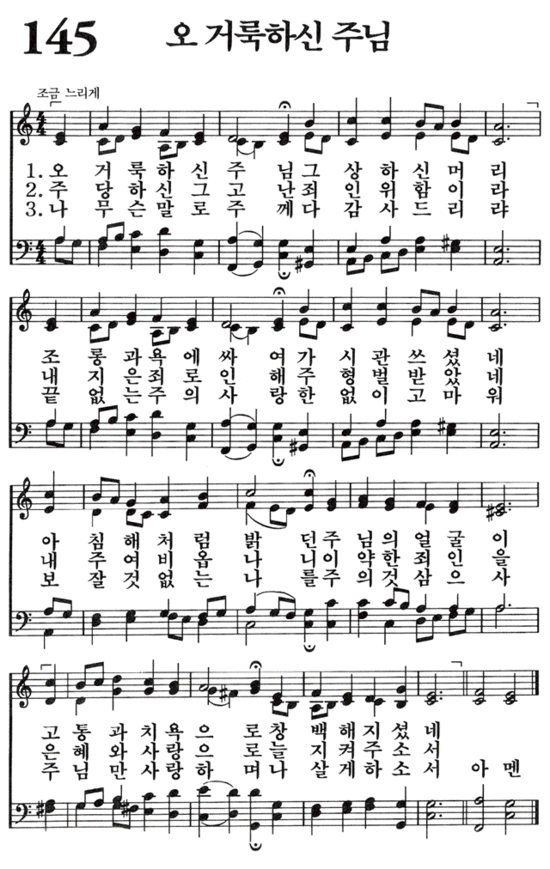 145 오 거룩하신 주님
조금 느리게
1. 오 거룩하신 주님 그 상하신 머리
2. 주 당하신 그 고난 죄인 위함이라
3. 나 무슨 말로 주께 다 감사드리랴
조롱과 욕에 싸여 가시관 쓰셨네
내 지은 죄로 인해 주 형벌 받았네
끝없는 주의 사랑 한없이 고마워
아침 해처럼 밝던 주님의 얼굴이
내 주여 비옵나니 이 약한 죄인을
보잘것없는 나를 주의 것 삼으사
고통과 치욕으로 창백해지셨네
은혜와 사랑으로 늘 지켜주소서
주님만 사랑하며 나 살게 하소서 아멘